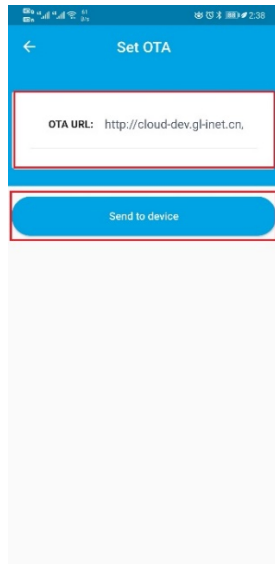 2:38
Set OTA
OTA URL: http://cloud-dev.gl-inet.cn,
Send to device